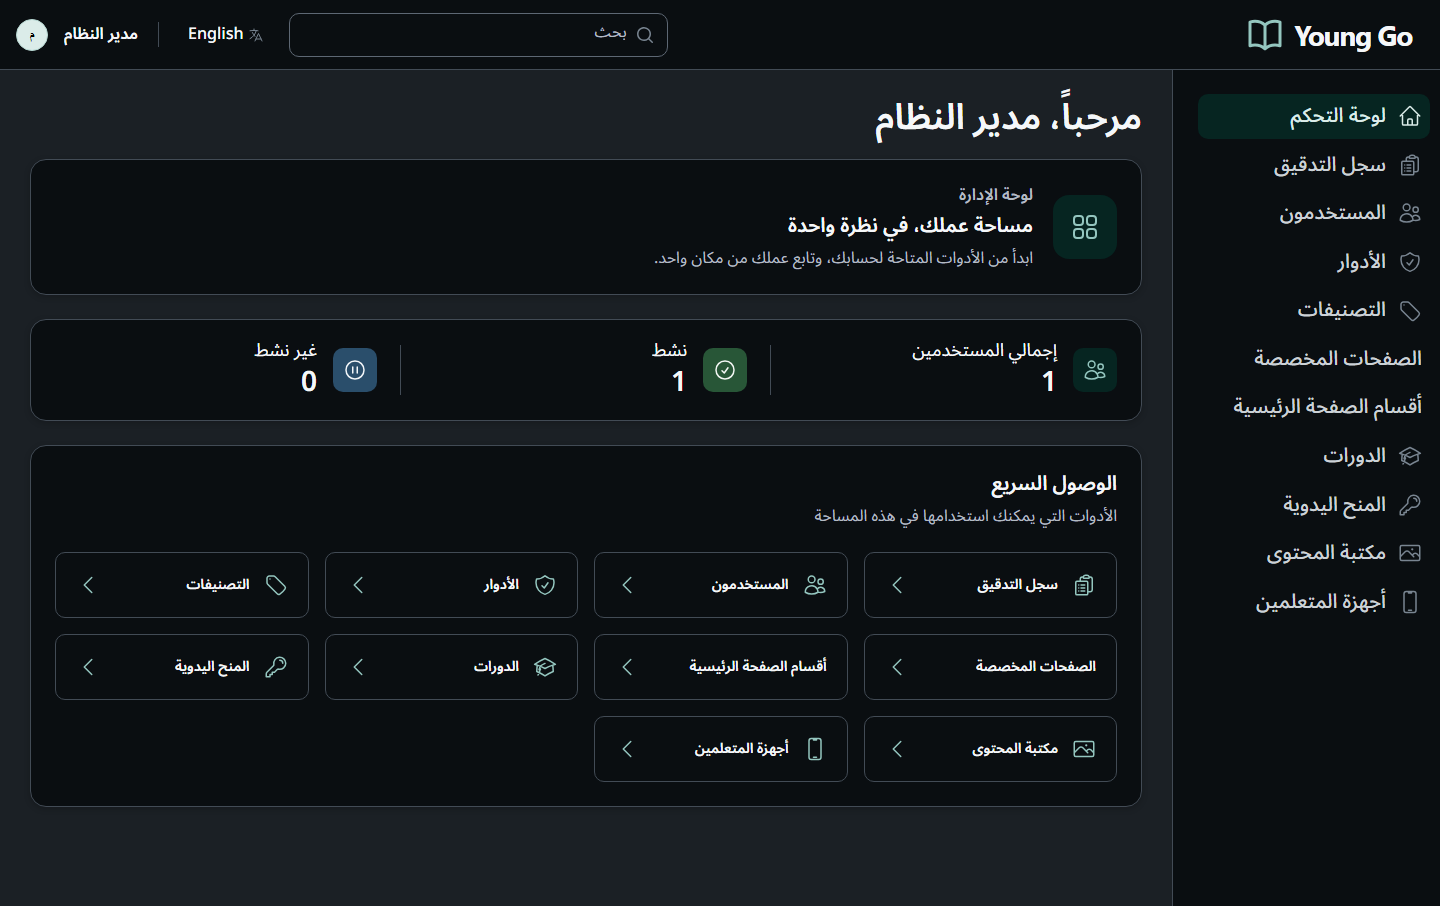 Young Go
بحث
English
مدير النظام
م
لوحة التحكم
سجل التدقيق
المستخدمون
الأدوار
التصنيفات
الصفحات المخصصة
أقسام الصفحة الرئيسية
الدورات
المنح اليدوية
مكتبة المحتوى
أجهزة المتعلمين
مرحباً، مدير النظام
لوحة الإدارة
مساحة عملك، في نظرة واحدة
ابدأ من الأدوات المتاحة لحسابك، وتابع عملك من مكان واحد.
إجمالي المستخدمين
1
نشط
1
غير نشط
0
الوصول السريع
الأدوات التي يمكنك استخدامها في هذه المساحة
سجل التدقيق
المستخدمون
الأدوار
التصنيفات
الصفحات المخصصة
أقسام الصفحة الرئيسية
الدورات
المنح اليدوية
مكتبة المحتوى
أجهزة المتعلمين